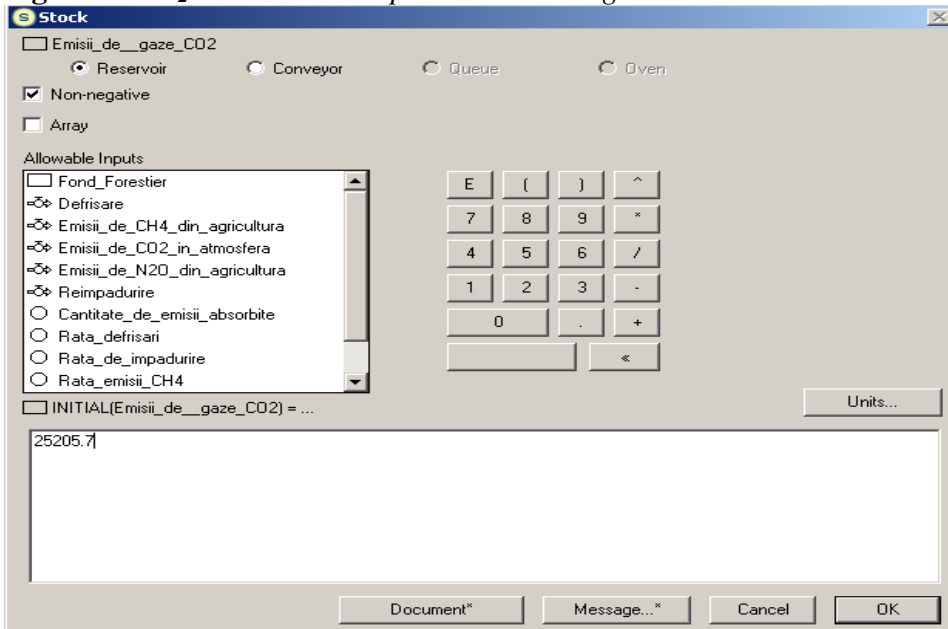 Stock
Emisii_de__gaze_CO2
Reservoir Conveyor Queue Oven
Non-negative
Array
Allowable Inputs
Fond_Forestier
Defrisare
Emisii_de_CH4_din_agricultura
Emisii_de_CO2_in_atmosfera
Emisii_de_N2O_din_agricultura
Reimpadurire
Cantitate_de_emisii_absorbite
Rata_defrisari
Rata_de_impadurire
Rata_emisii_CH4
E ( ) ^
7 8 9 *
4 5 6 /
1 2 3 -
0 . +
«
Units...
INITIAL(Emisii_de__gaze_CO2) = ...
25205.7
Document* Message...* Cancel OK